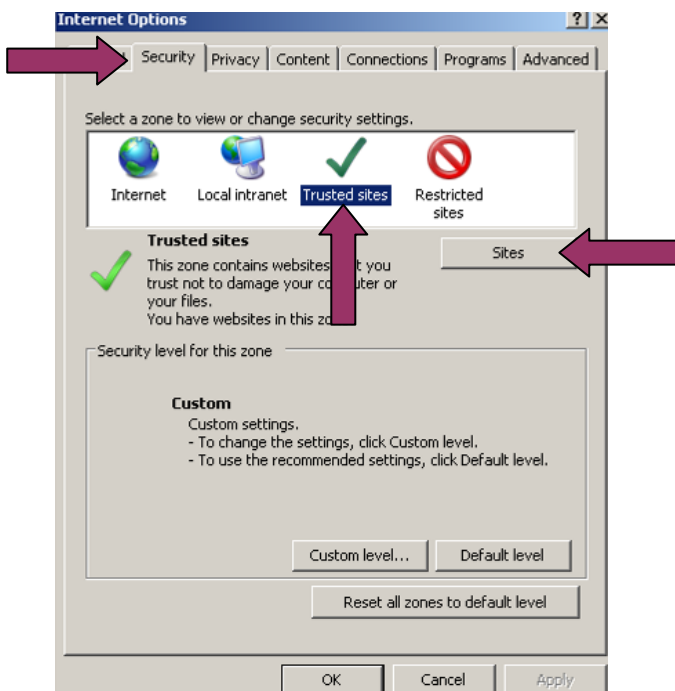 Internet Options
Security Privacy Content Connections Programs Advanced
Select a zone to view or change security settings.
Internet Local intranet Trusted sites Restricted sites
Trusted sites
Sites
This zone contains websites you
trust not to damage your or
your files.
You have websites in this
Security level for this zone
Custom
Custom settings.
- To change the settings, click Custom level.
- To use the recommended settings, click Default level.
Custom level... Default level
Reset all zones to default level
OK Cancel Apply